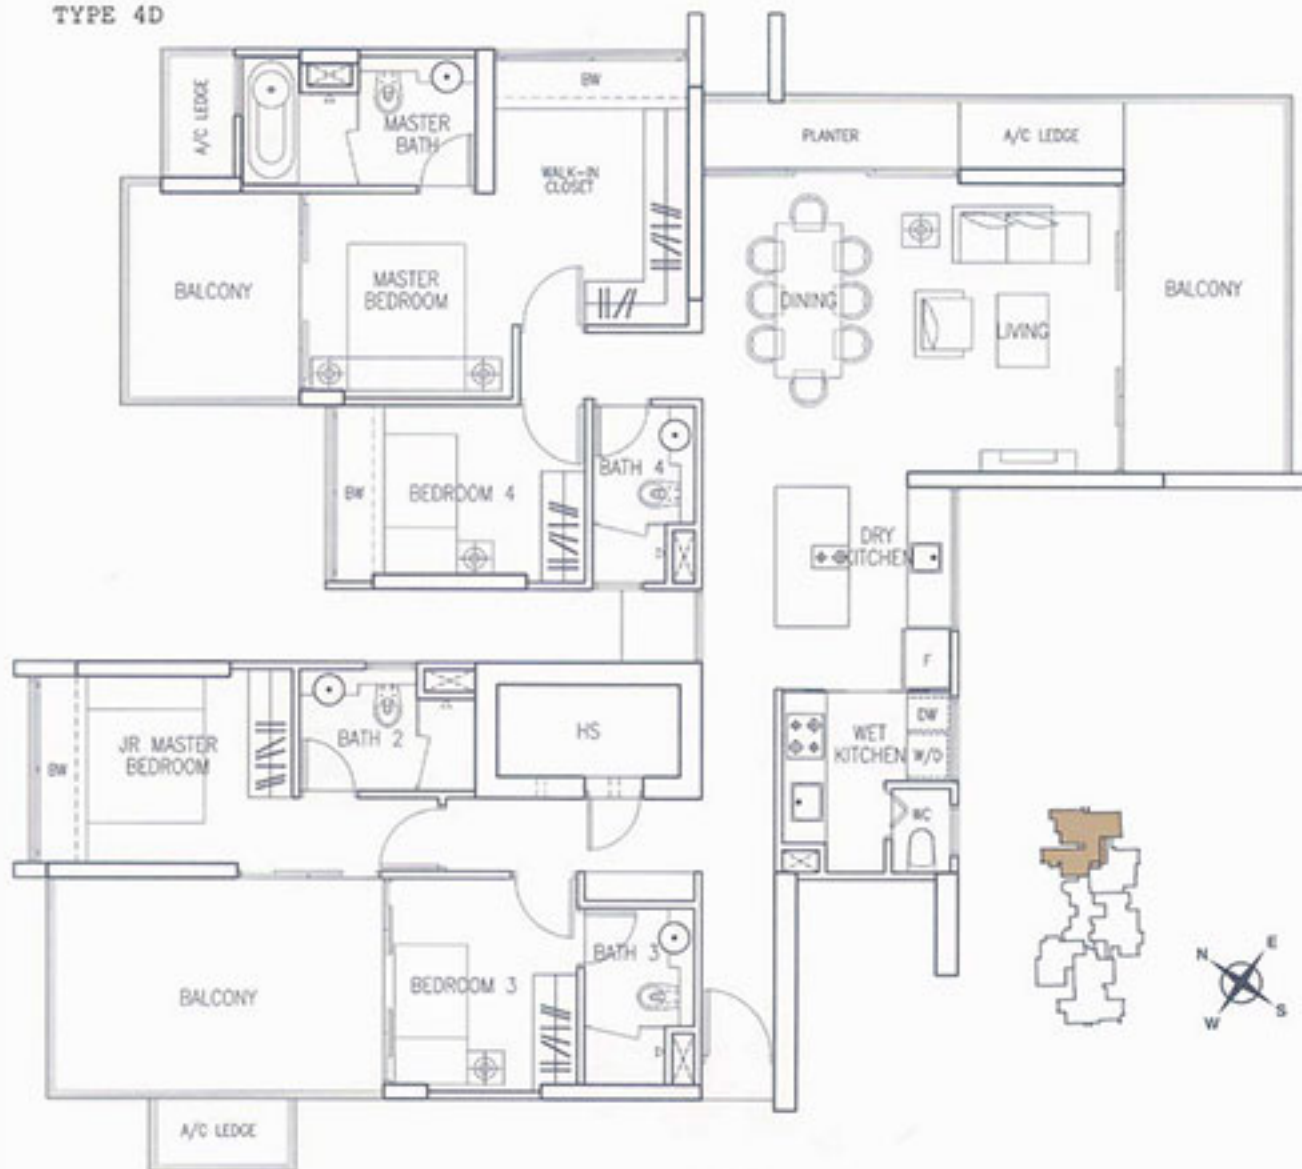 TYPE 4D
A/C LEDGE
MASTER
BATH
BW
WALK-IN
CLOSET
PLANTER
A/C LEDGE
BALCONY
MASTER
BEDROOM
DINING
LIVING
BALCONY
BW
BEDROOM 4
BATH 4
DRY
KITCHEN
F
BW
JR MASTER
BEDROOM
BATH 2
HS
WET
KITCHEN
DW
W/D
WC
BALCONY
BEDROOM 3
BATH 3
A/C LEDGE
N
E
W
S